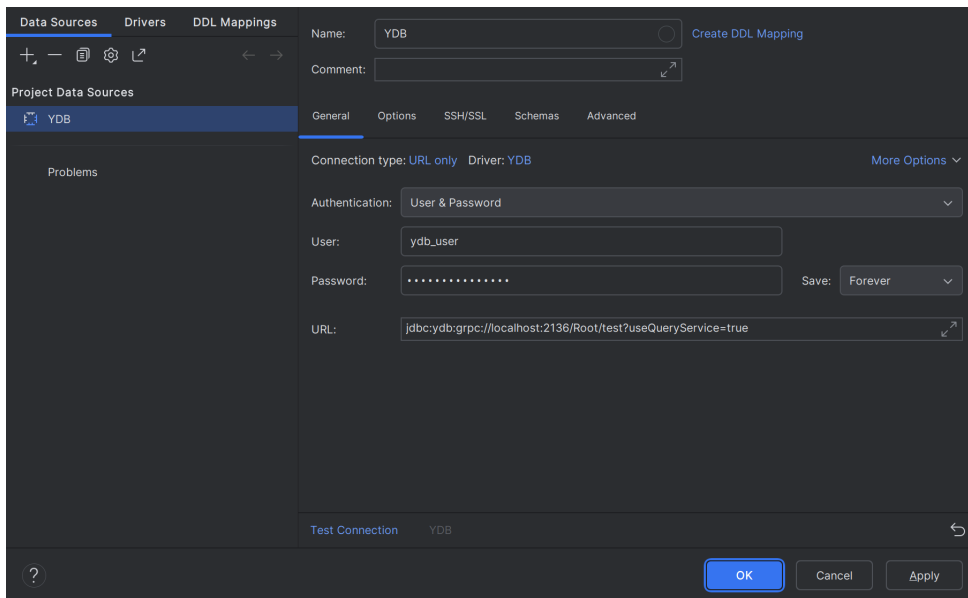 Data Sources
Drivers
DDL Mappings
Project Data Sources
YDB
Problems
Name: YDB
Create DDL Mapping
Comment:
General
Options
SSH/SSL
Schemas
Advanced
Connection type: URL only Driver: YDB
More Options
Authentication: User & Password
User: ydb_user
Password: •••••••••••••••
Save: Forever
URL: jdbc:ydb:grpc://localhost:2136/Root/test?useQueryService=true
Test Connection
YDB
?
OK
Cancel
Apply